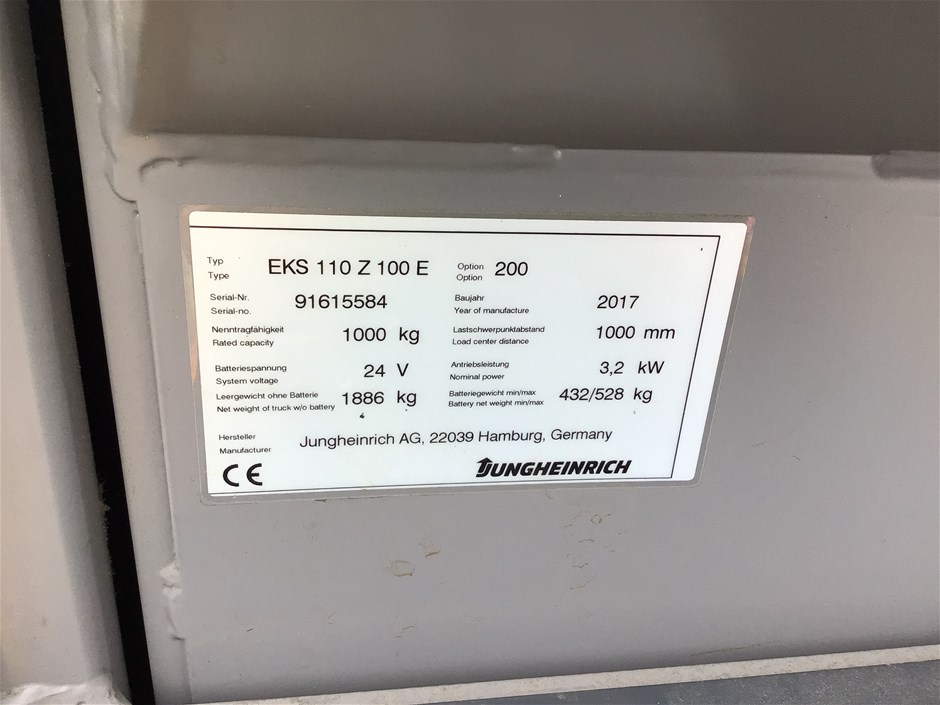 Typ EKS 110 Z 100 E Option 200
Type Option
Serial-Nr. 91615584 Baujahr 2017
Serial-no. Year of manufacture
Nenntragfähigkeit 1000 kg Lastschwerpunktabstand 1000 mm
Rated capacity Load center distance
Batteriespannung 24 V Antriebsleistung 3,2 kW
System voltage Nominal power
Leergewicht ohne Batterie 1886 kg Batteriegewicht min/max 432/528 kg
Net weight of truck w/o battery Battery net weight min/max
Hersteller Jungheinrich AG, 22039 Hamburg, Germany
Manufacturer
CE JUNGHEINRICH